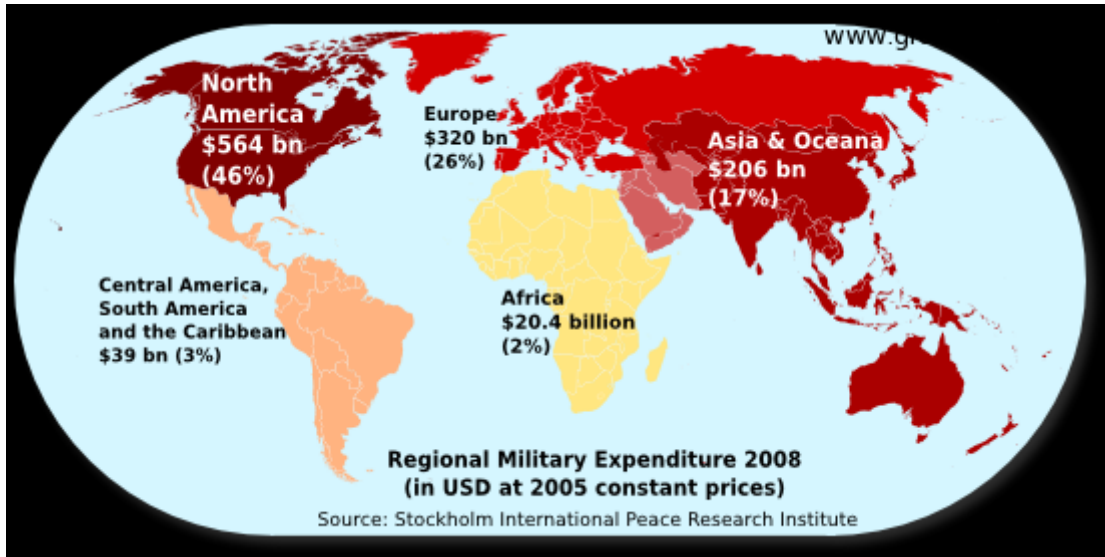 North
America
$564 bn
(46%)
Europe
$320 bn
(26%)
Asia & Oceana
$206 bn
(17%)
Central America,
South America
and the Caribbean
$39 bn (3%)
Africa
$20.4 billion
(2%)
Regional Military Expenditure 2008
(in USD at 2005 constant prices)
Source: Stockholm International Peace Research Institute